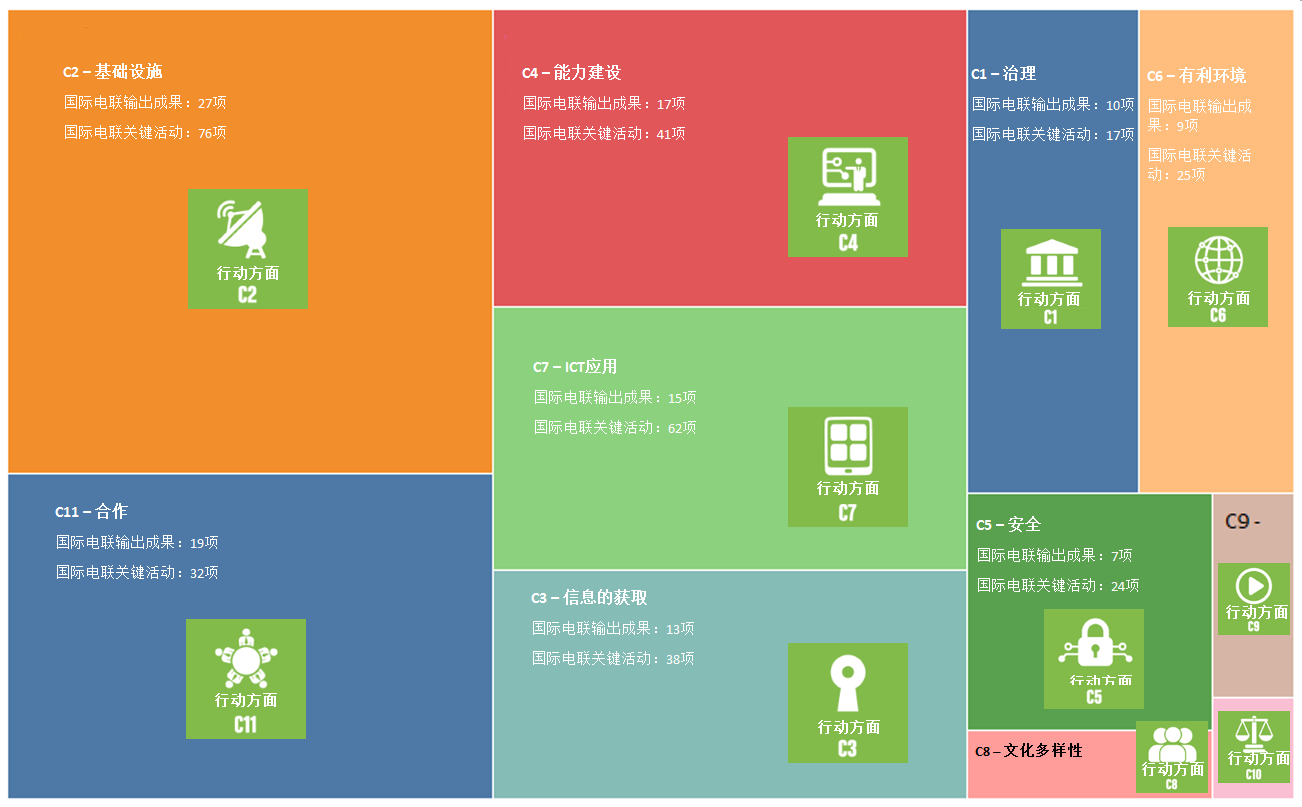 C2 – 基础设施
国际电联输出成果：27项
国际电联关键活动：76项
行动方面
C2
C11 – 合作
国际电联输出成果：19项
国际电联关键活动：32项
行动方面
C11
C4 – 能力建设
国际电联输出成果：17项
国际电联关键活动：41项
行动方面
C4
C7 – ICT应用
国际电联输出成果：15项
国际电联关键活动：62项
行动方面
C7
C3 – 信息的获取
国际电联输出成果：13项
国际电联关键活动：38项
行动方面
C3
C1 – 治理
国际电联输出成果：10项
国际电联关键活动：17项
行动方面
C1
C6 – 有利环境
国际电联输出成
果：9项
国际电联关键活
动：25项
行动方面
C6
C5 – 安全
国际电联输出成果：7项
国际电联关键活动：24项
行动方面
C5
C9 -
行动方面
C9
C8 – 文化多样性
行动方面
C8
行动方面
C10